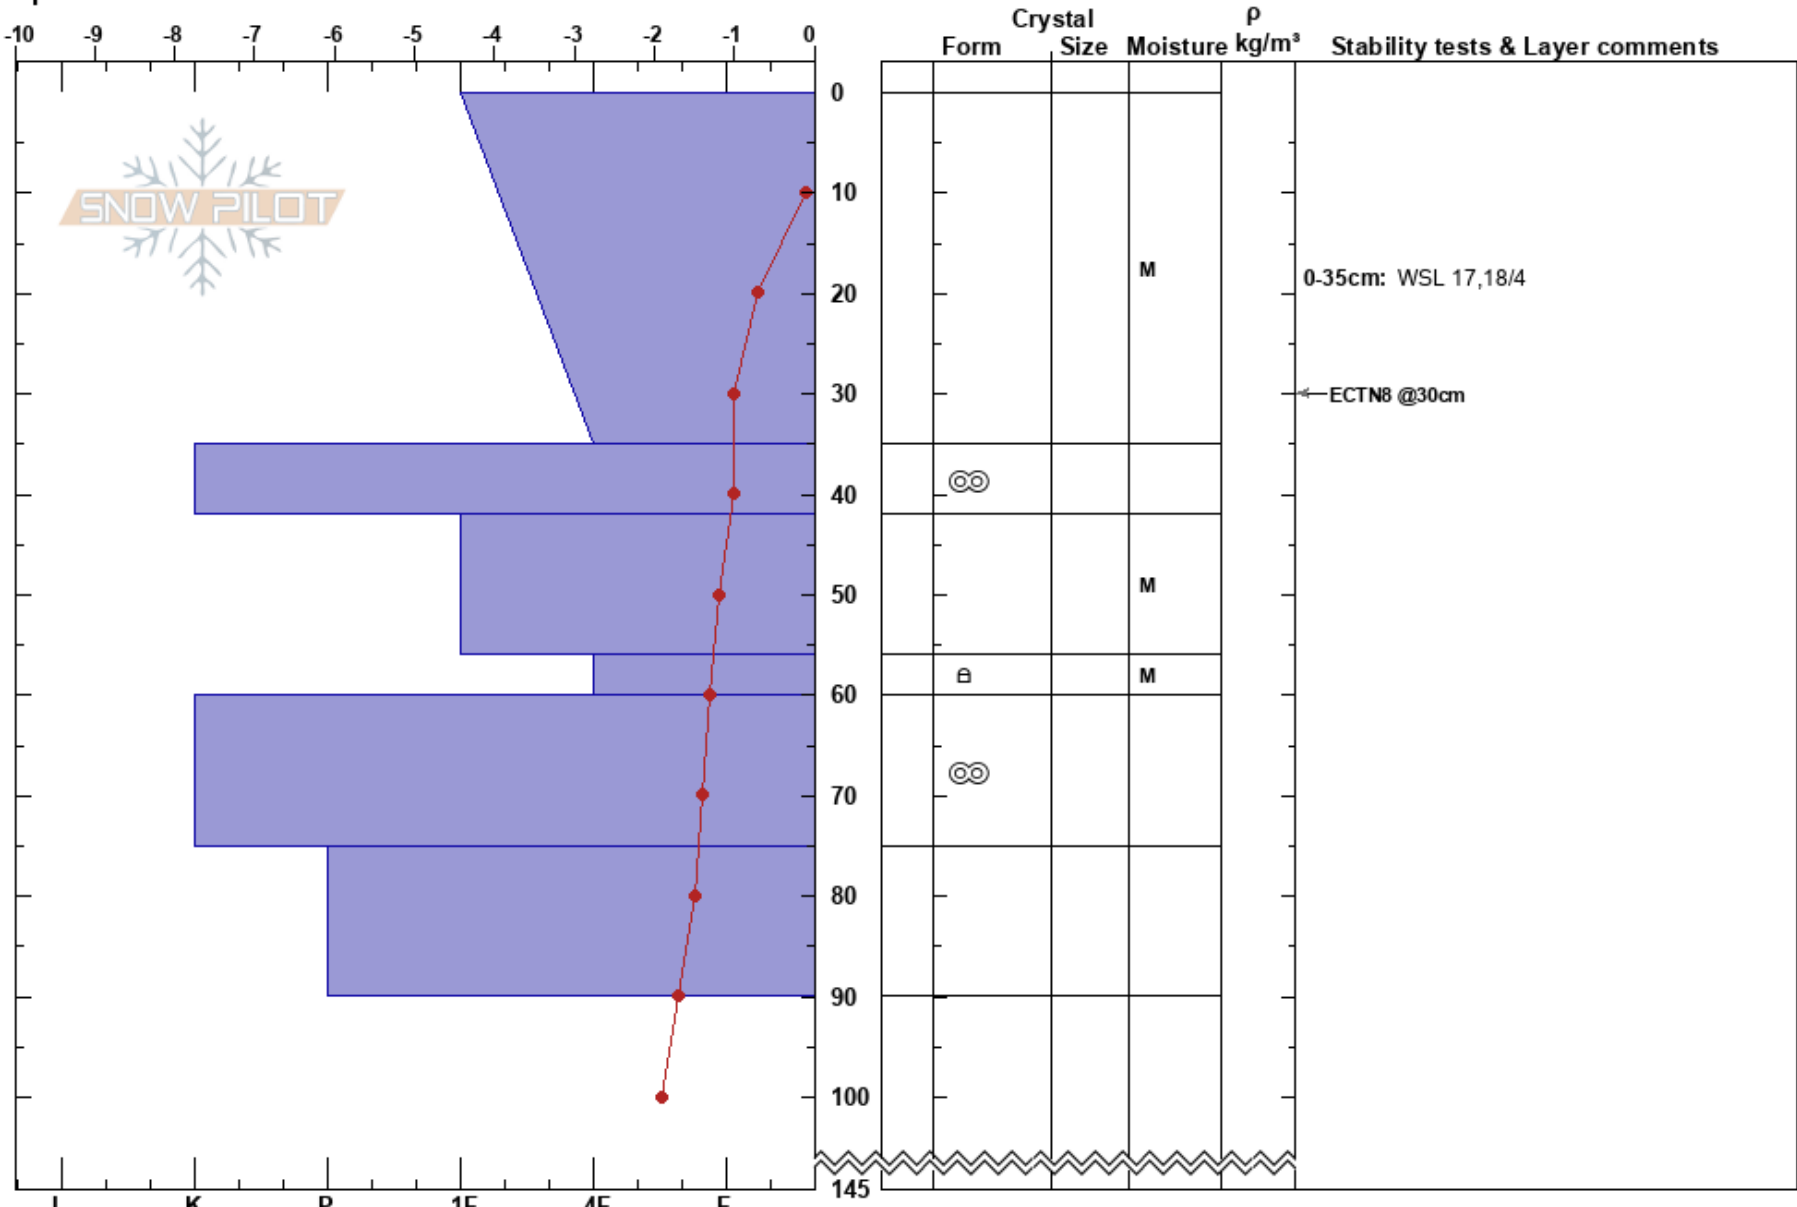 Crystal
ρ
-10 -9 -8 -7 -6 -5 -4 -3 -2 -1 0
Form Size Moisture kg/m³ Stability tests & Layer comments
0
SNOW PILOT
10
M
0-35cm: WSL 17,18/4
20
30
ECTN8 @30cm
40
M
50
M
60
70
80
90
100
145
K P 1F 4F F